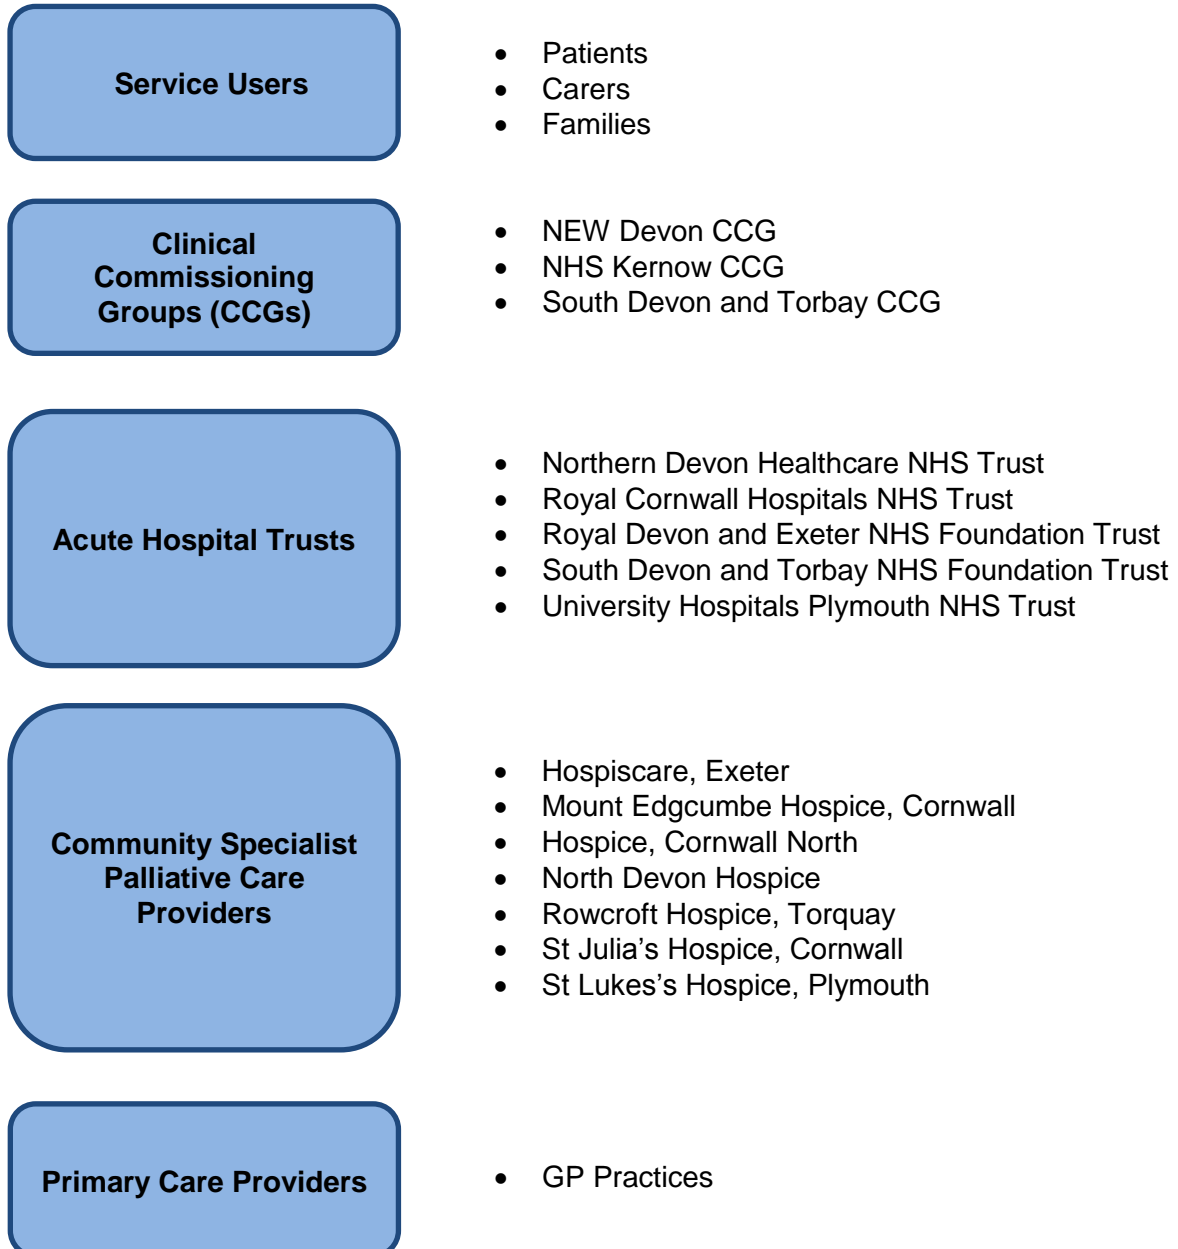 Service Users
• Patients
• Carers
• Families
Clinical
Commissioning
Groups (CCGs)
• NEW Devon CCG
• NHS Kernow CCG
• South Devon and Torbay CCG
Acute Hospital Trusts
• Northern Devon Healthcare NHS Trust
• Royal Cornwall Hospitals NHS Trust
• Royal Devon and Exeter NHS Foundation Trust
• South Devon and Torbay NHS Foundation Trust
• University Hospitals Plymouth NHS Trust
Community Specialist
Palliative Care
Providers
• Hospiscare, Exeter
• Mount Edgcumbe Hospice, Cornwall
• Hospice, Cornwall North
• North Devon Hospice
• Rowcroft Hospice, Torquay
• St Julia’s Hospice, Cornwall
• St Lukes’s Hospice, Plymouth
Primary Care Providers
• GP Practices